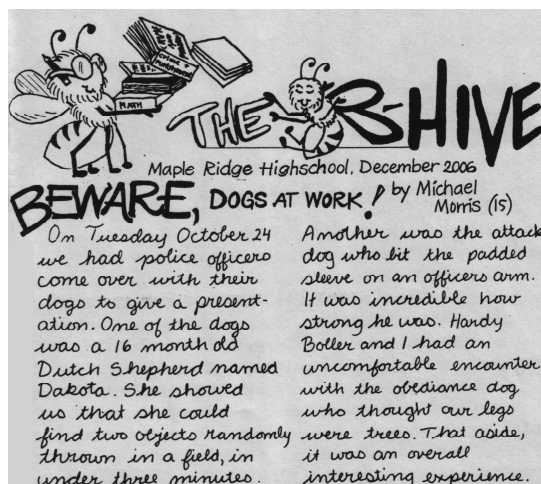 MATH
THE B-HIVE
Maple Ridge Highschool, December 2006
BEWARE, DOGS AT WORK!
by Michael
Morris (15)
On Tuesday October 24
we had police officers
come over with their
dogs to give a present-
ation. One of the dogs
was a 16 month old
Dutch Shepherd named
Dakota. She showed
us that she could
find two objects randomly
thrown in a field, in
under three minutes.
Another was the attack
dog who bit the padded
sleeve on an officers arm.
It was incredible how
strong he was. Hardy
Boller and I had an
uncomfortable encounter
with the obediance dog
who thought our legs
were trees. That aside,
it was an overall
interesting experience.